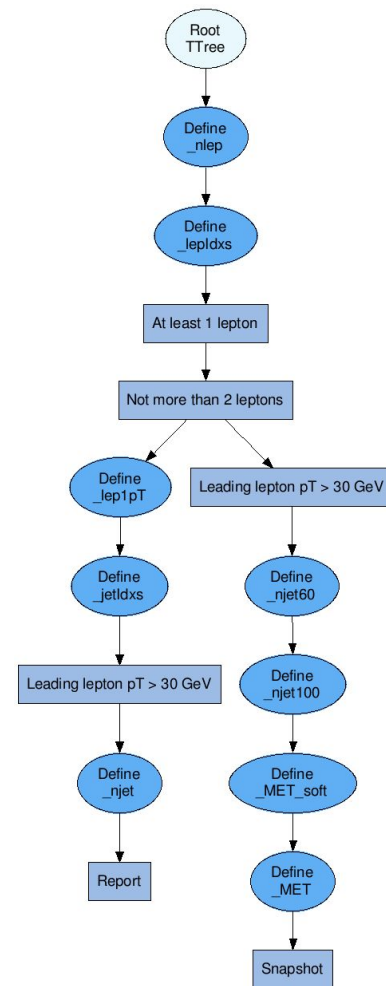 Root
TTree
Define
_nlep
Define
_lepIdxs
At least 1 lepton
Not more than 2 leptons
Define
_lep1pT
Define
_jetIdxs
Leading lepton pT > 30 GeV
Define
_njet
Report
Leading lepton pT > 30 GeV
Define
_njet60
Define
_njet100
Define
_MET_soft
Define
_MET
Snapshot